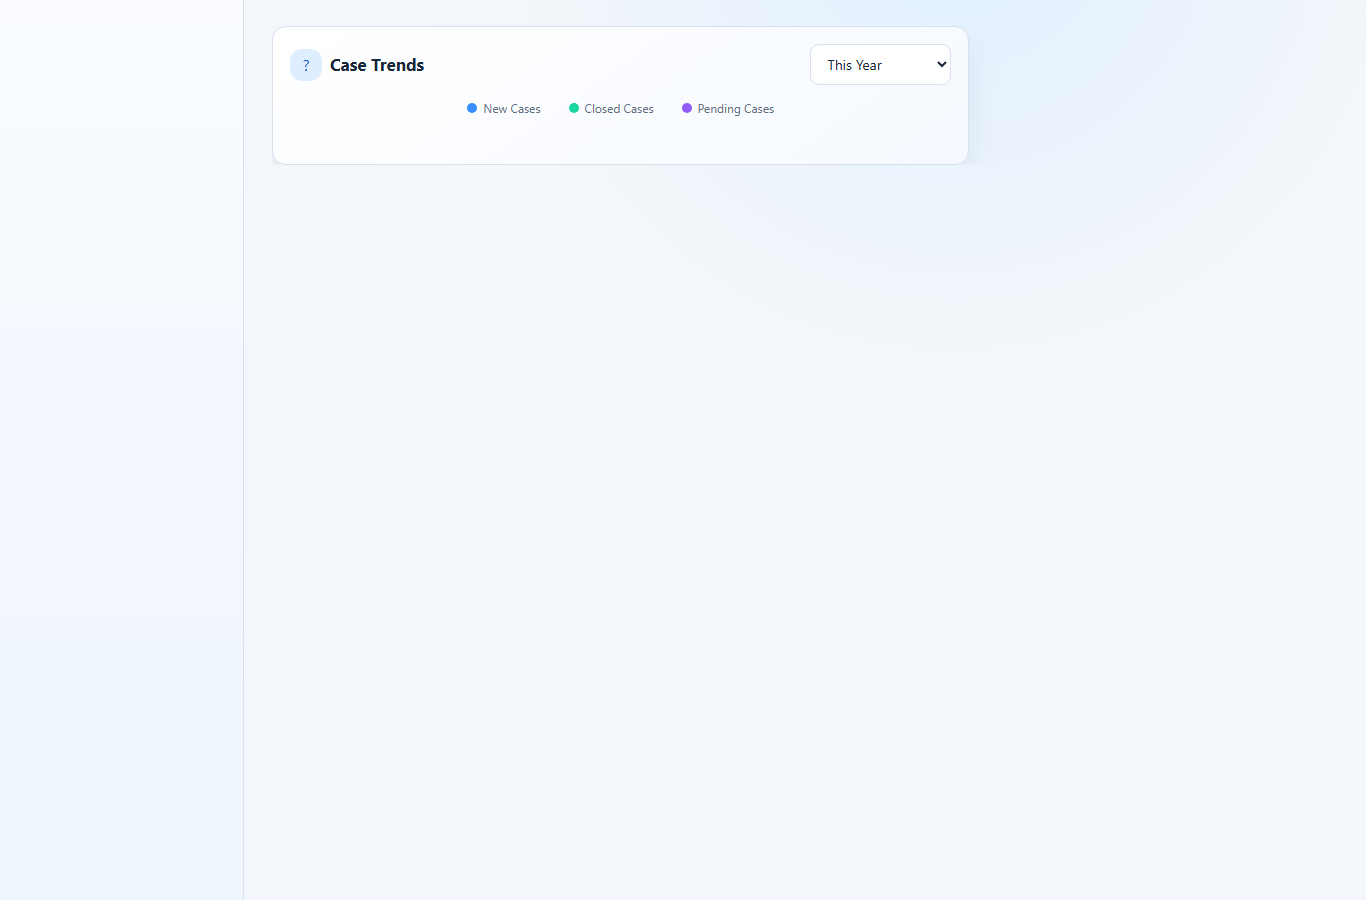 ?
Case Trends
This Year
New Cases
Closed Cases
Pending Cases